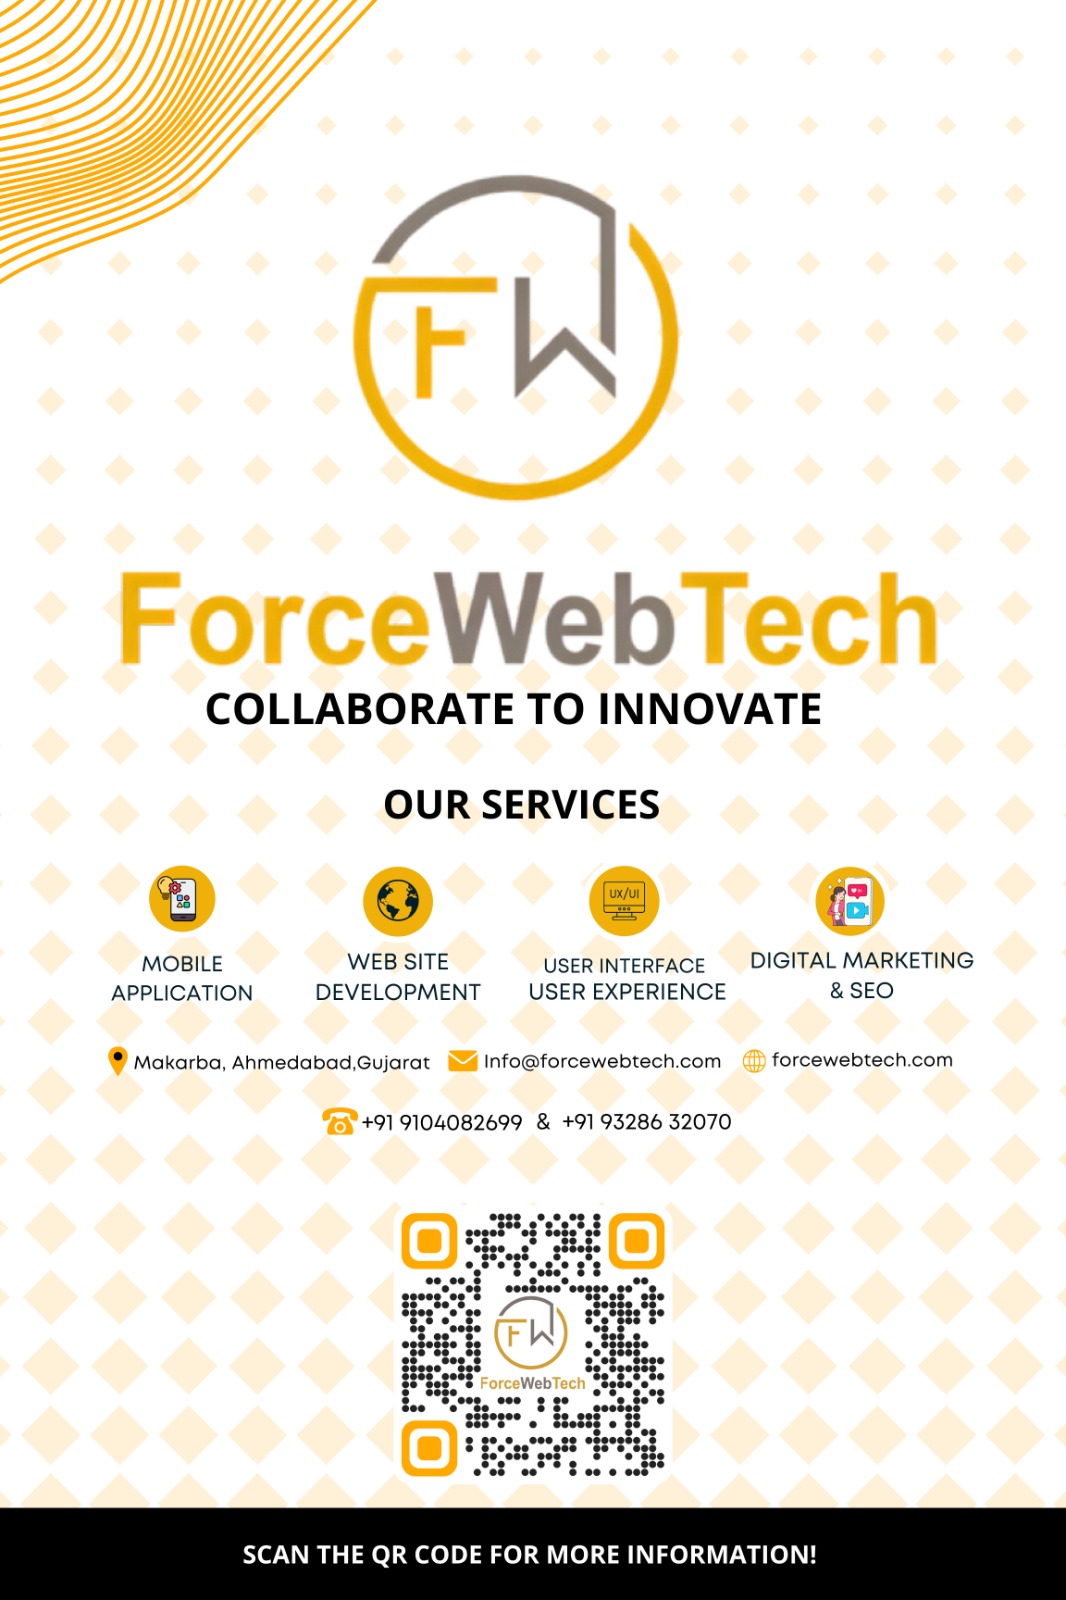 FW
ForceWebTech
COLLABORATE TO INNOVATE
OUR SERVICES
UX/UI
MOBILE
APPLICATION
WEB SITE
DEVELOPMENT
USER INTERFACE
USER EXPERIENCE
DIGITAL MARKETING
& SEO
Makarba, Ahmedabad,Gujarat
Info@forcewebtech.com
forcewebtech.com
+91 9104082699 & +91 93286 32070
FW
ForceWebTech
SCAN THE QR CODE FOR MORE INFORMATION!